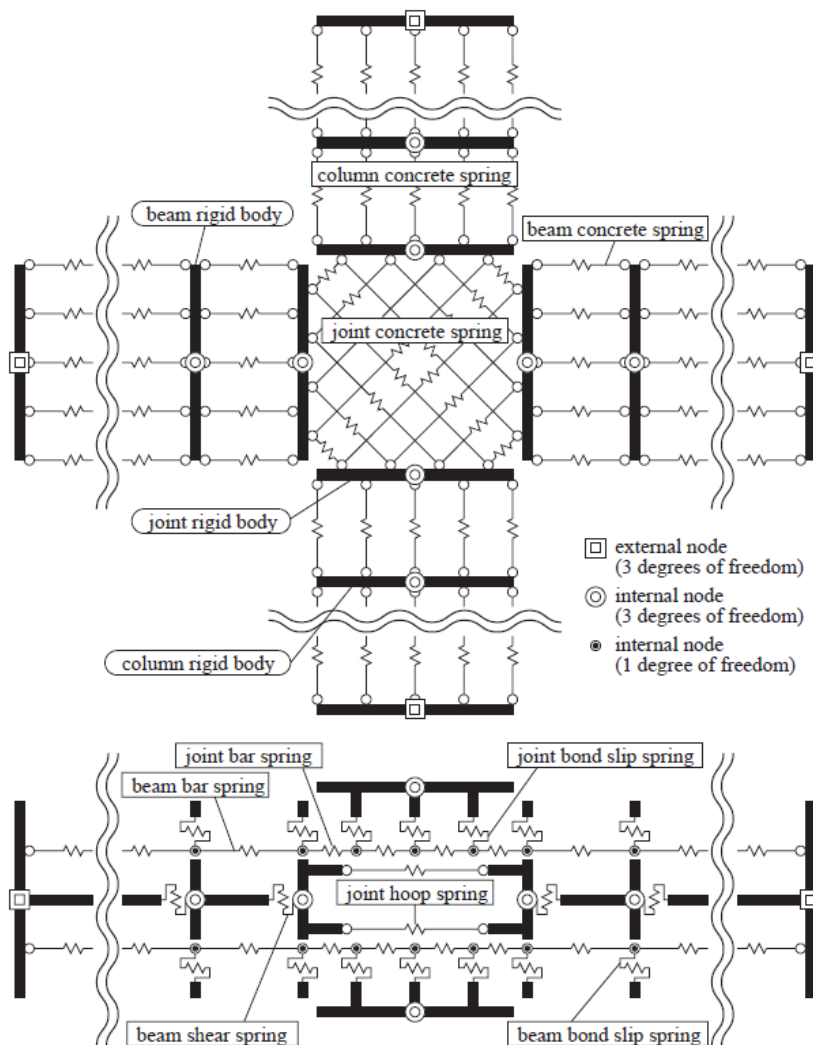 column concrete spring
beam rigid body
beam concrete spring
joint concrete spring
joint rigid body
external node
(3 degrees of freedom)
internal node
(3 degrees of freedom)
internal node
(1 degree of freedom)
column rigid body
joint bar spring
joint bond slip spring
beam bar spring
joint hoop spring
beam shear spring
beam bond slip spring